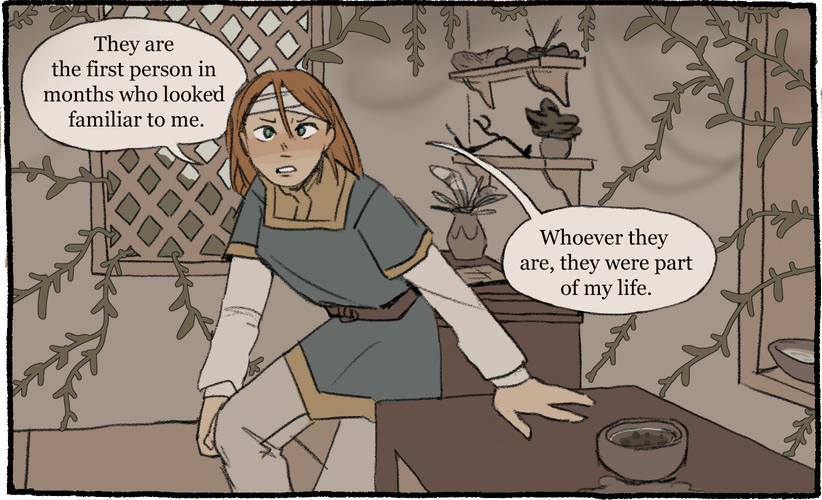 They are
the first person in
months who looked
familiar to me.
Whoever they
are, they were part
of my life.